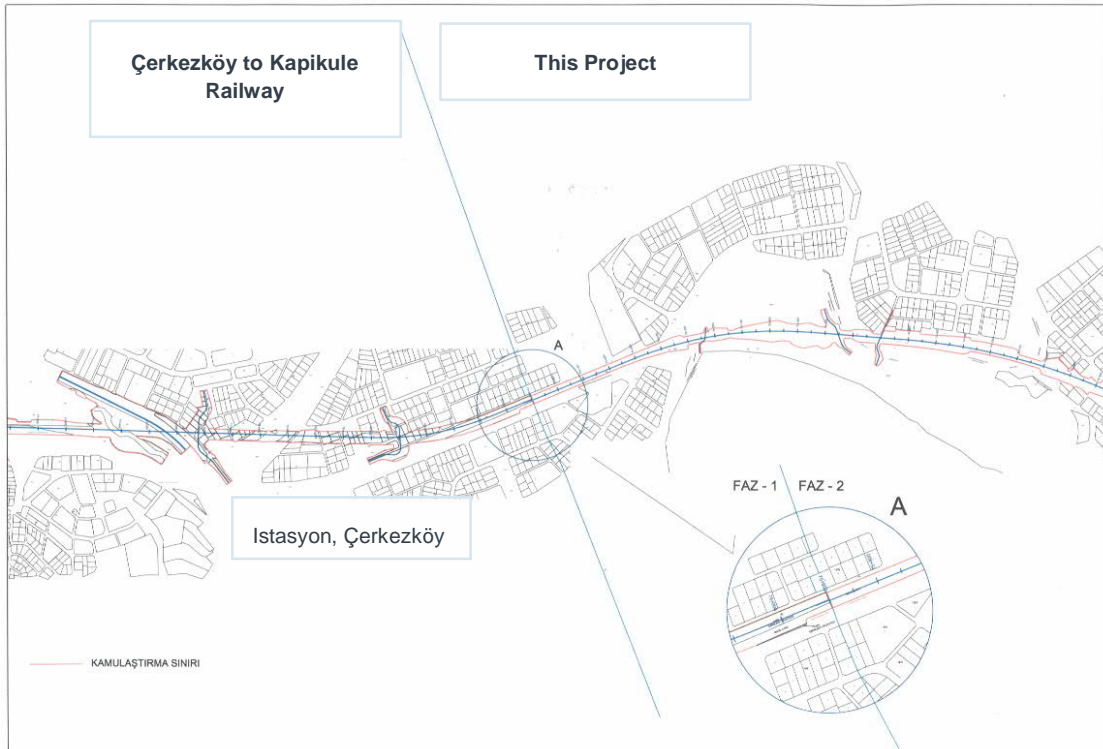 Çerkezköy to Kapikule
Railway
This Project
A
Istasyon, Çerkezköy
FAZ - 1
FAZ - 2
A
KAMULAŞTIRMA SINIRI